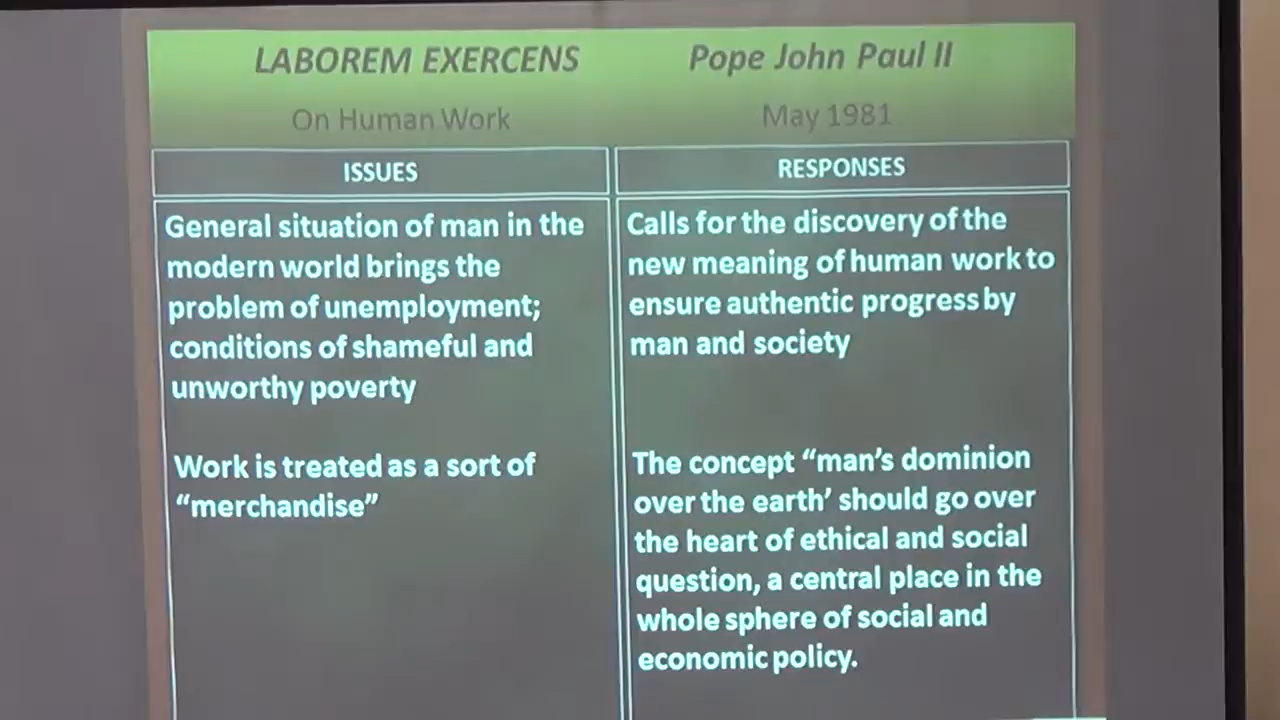 LABOREM EXERCENS
Pope John Paul II
On Human Work
May 1981
ISSUES
RESPONSES
General situation of man in the
modern world brings the
problem of unemployment;
conditions of shameful and
unworthy poverty
Work is treated as a sort of
“merchandise”
Calls for the discovery of the
new meaning of human work to
ensure authentic progress by
man and society
The concept “man’s dominion
over the earth’ should go over
the heart of ethical and social
question, a central place in the
whole sphere of social and
economic policy.